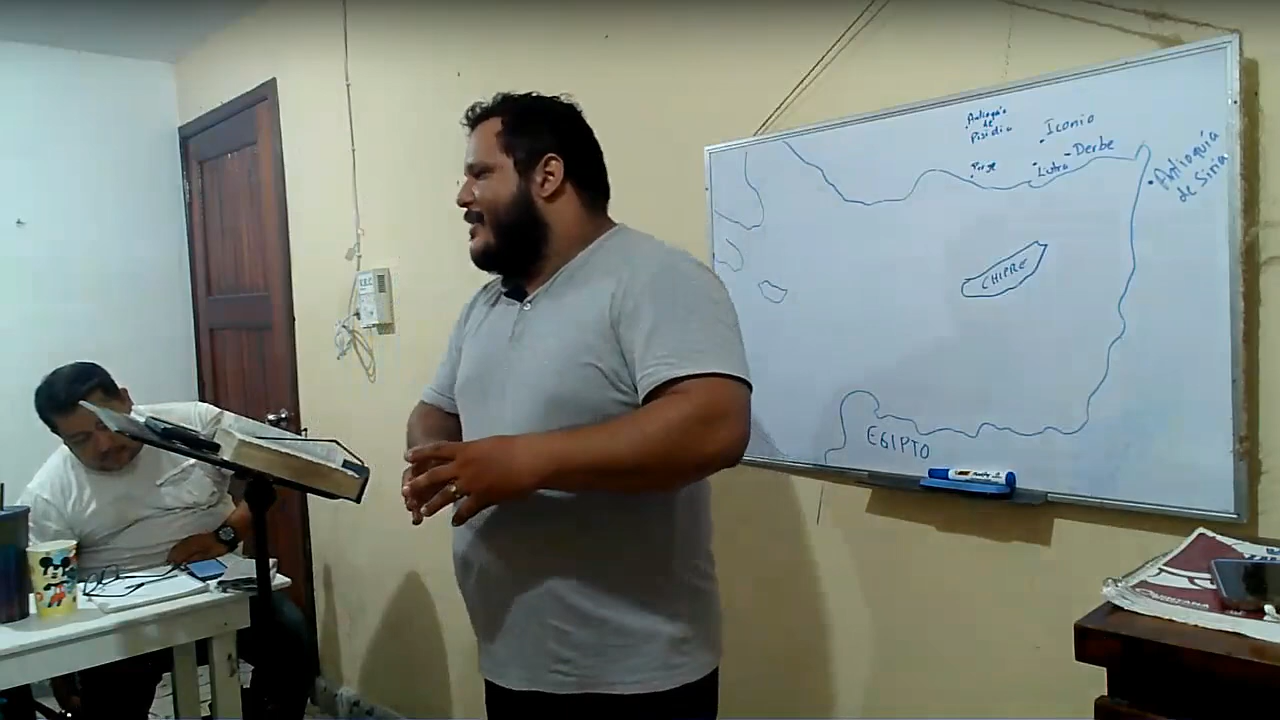 Antioquía
de
Pisidia
Iconio
Derbe
Perge
Listra
Antioquía
de Siria
CHIPRE
EGIPTO